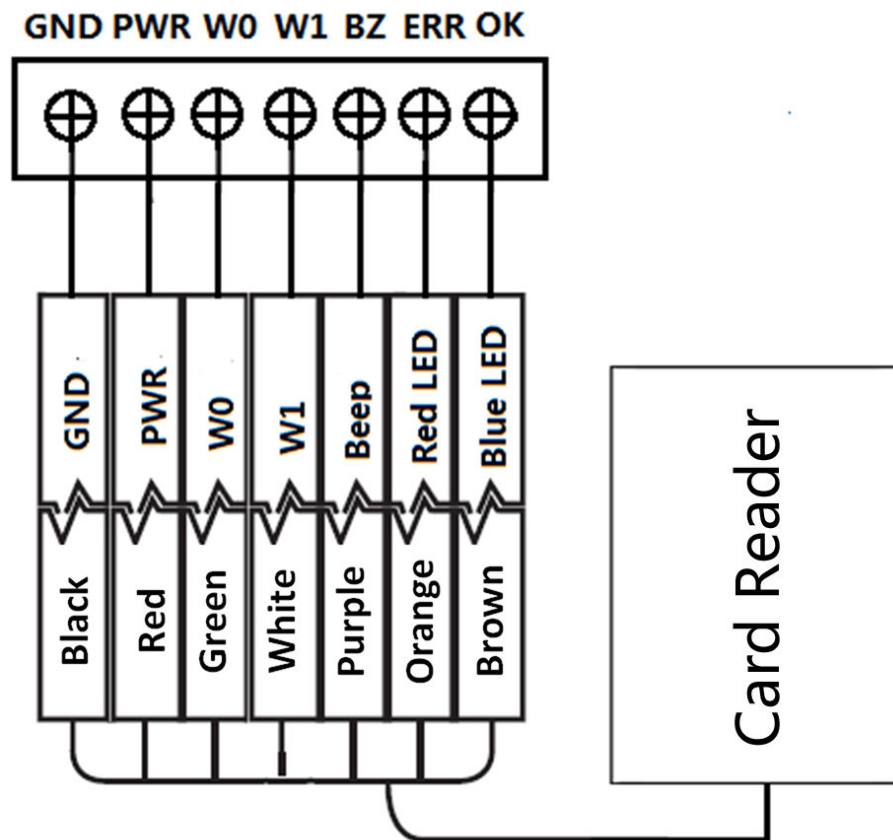 GND PWR W0 W1 BZ ERR OK
GND
PWR
W0
W1
Beep
Red LED
Blue LED
Black
Red
Green
White
Purple
Orange
Brown
Card Reader